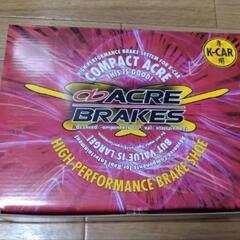 HIGH PERFORMANCE BRAKE SYSTEM FOR K-CAR
COMPACT ACRE
THIS IS GOOD!
専
K-CAR
用
ACRE
BRAKES
BUT VALUE IS LARGE!
HIGH-PERFORMANCE BRAKE SHOE